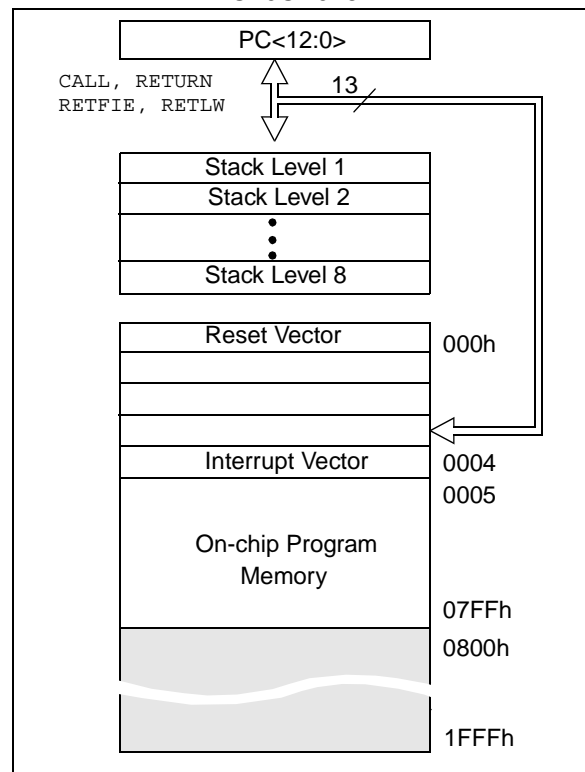 PC<12:0>
CALL, RETURN
RETFIE, RETLW
13
Stack Level 1
Stack Level 2
Stack Level 8
Reset Vector
000h
Interrupt Vector
0004
0005
On-chip Program
Memory
07FFh
0800h
1FFFh